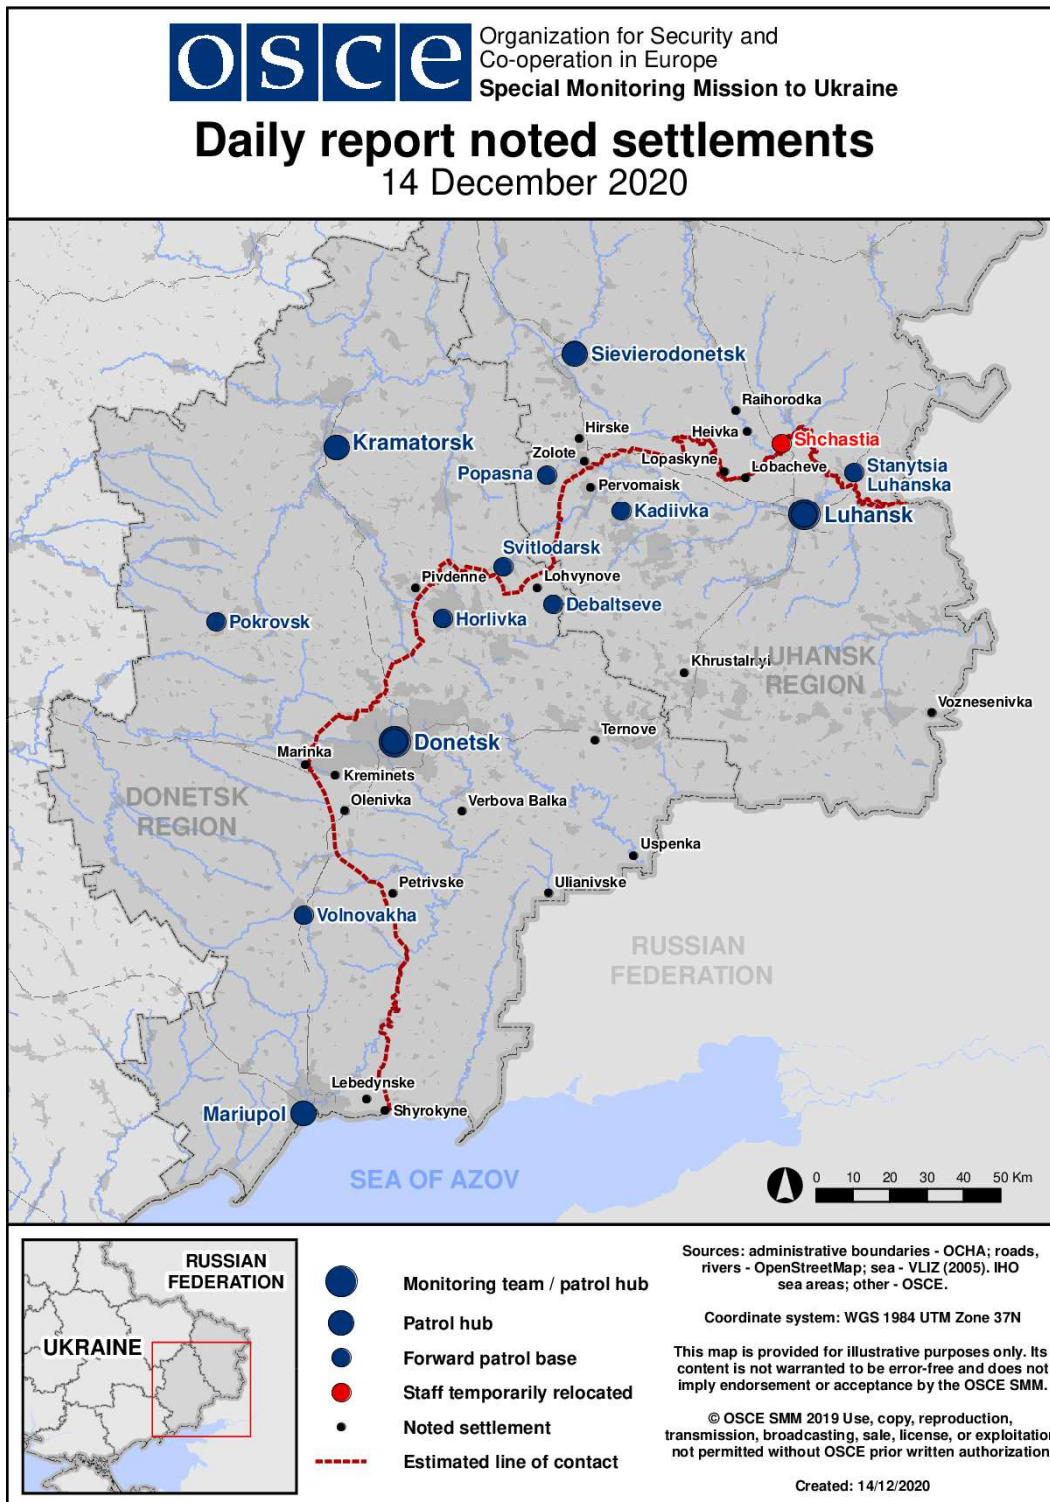 osce
Organization for Security and
Co-operation in Europe
Special Monitoring Mission to Ukraine
Daily report noted settlements
14 December 2020
Sievierodonetsk
Raihorodka
Hirske
Heivka
Shchastia
Kramatorsk
Zolote
Lopaskyne
Lobacheve
Stanytsia
Luhanska
Popasna
Pervomaisk
Kadiivka
Luhansk
Svitlodarsk
Pivdenne
Lohvynove
Debaltseve
Pokrovsk
Horlivka
Khrustalnyi
LUHANSK
REGION
Voznesenivka
Ternove
Donetsk
Marinka
Kreminets
DONETSK
REGION
Olenivka
Verbova Balka
Uspenka
Petrivske
Ulianivske
Volnovakha
RUSSIAN
FEDERATION
Lebedynske
Mariupol
Shyrokyne
SEA OF AZOV
0 10 20 30 40 50 Km
RUSSIAN
FEDERATION
UKRAINE
Monitoring team / patrol hub
Patrol hub
Forward patrol base
Staff temporarily relocated
Noted settlement
Estimated line of contact
Sources: administrative boundaries - OCHA; roads,
rivers - OpenStreetMap; sea - VLIZ (2005). IHO
sea areas; other - OSCE.
Coordinate system: WGS 1984 UTM Zone 37N
This map is provided for illustrative purposes only. Its
content is not warranted to be error-free and does not
imply endorsement or acceptance by the OSCE SMM.
© OSCE SMM 2019 Use, copy, reproduction,
transmission, broadcasting, sale, license, or exploitation
not permitted without OSCE prior written authorization
Created: 14/12/2020